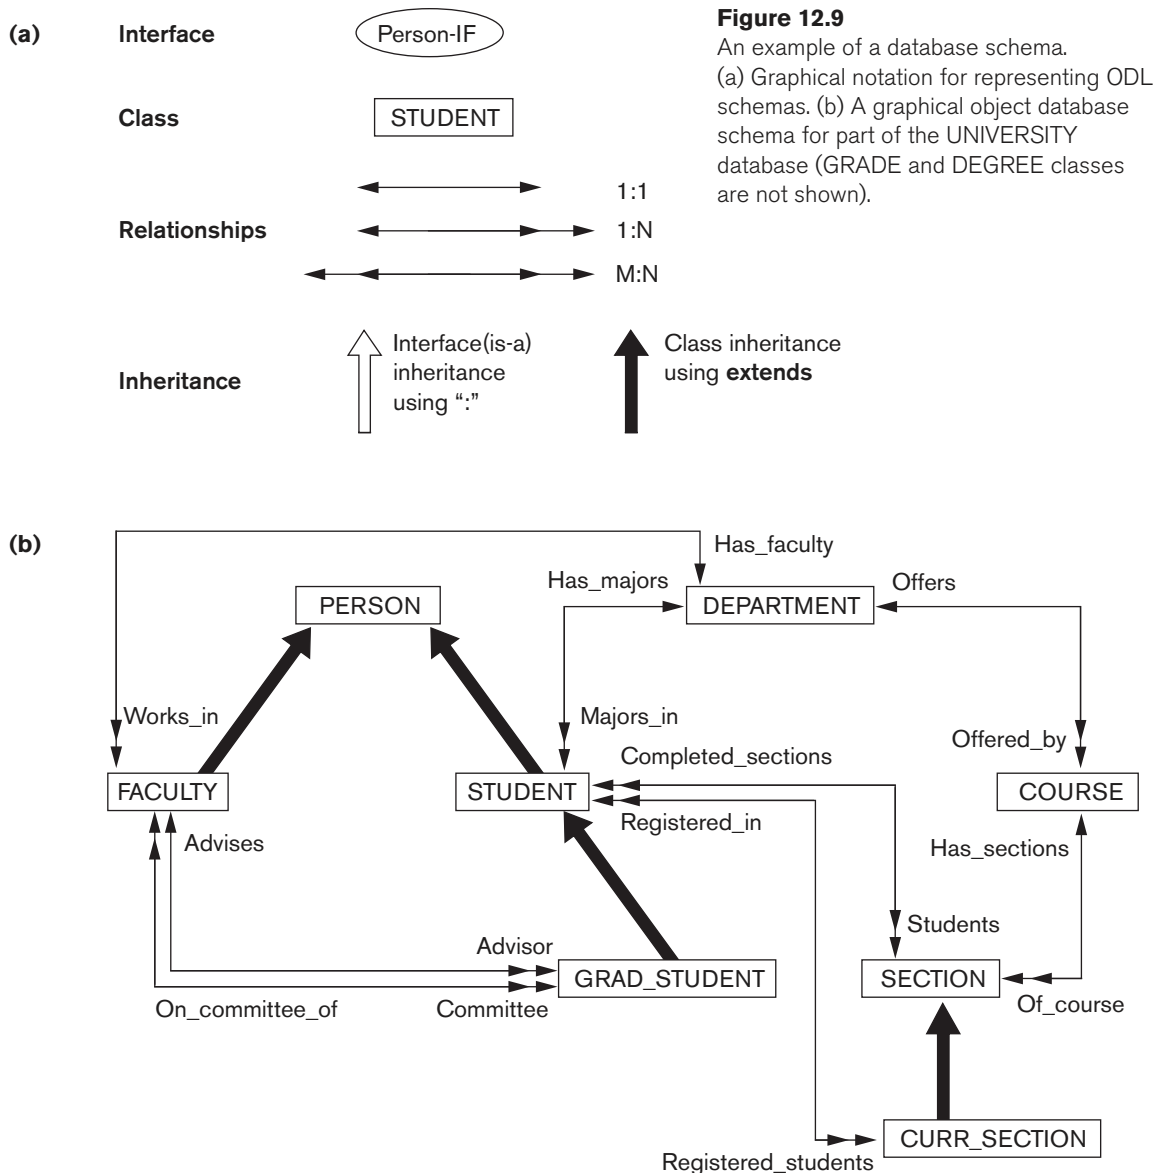 (a)
Interface
Person-IF
Figure 12.9
An example of a database schema.
(a) Graphical notation for representing ODL
schemas. (b) A graphical object database
schema for part of the UNIVERSITY
database (GRADE and DEGREE classes
are not shown).
Class
STUDENT
1:1
Relationships
1:N
M:N
Inheritance
Interface(is-a)
inheritance
using “:”
Class inheritance
using extends
(b)
Has_faculty
Has_majors
Offers
PERSON
DEPARTMENT
Works_in
Majors_in
Completed_sections
Offered_by
FACULTY
STUDENT
COURSE
Registered_in
Advises
Has_sections
Students
Advisor
GRAD_STUDENT
SECTION
On_committee_of
Committee
Of_course
CURR_SECTION
Registered_students